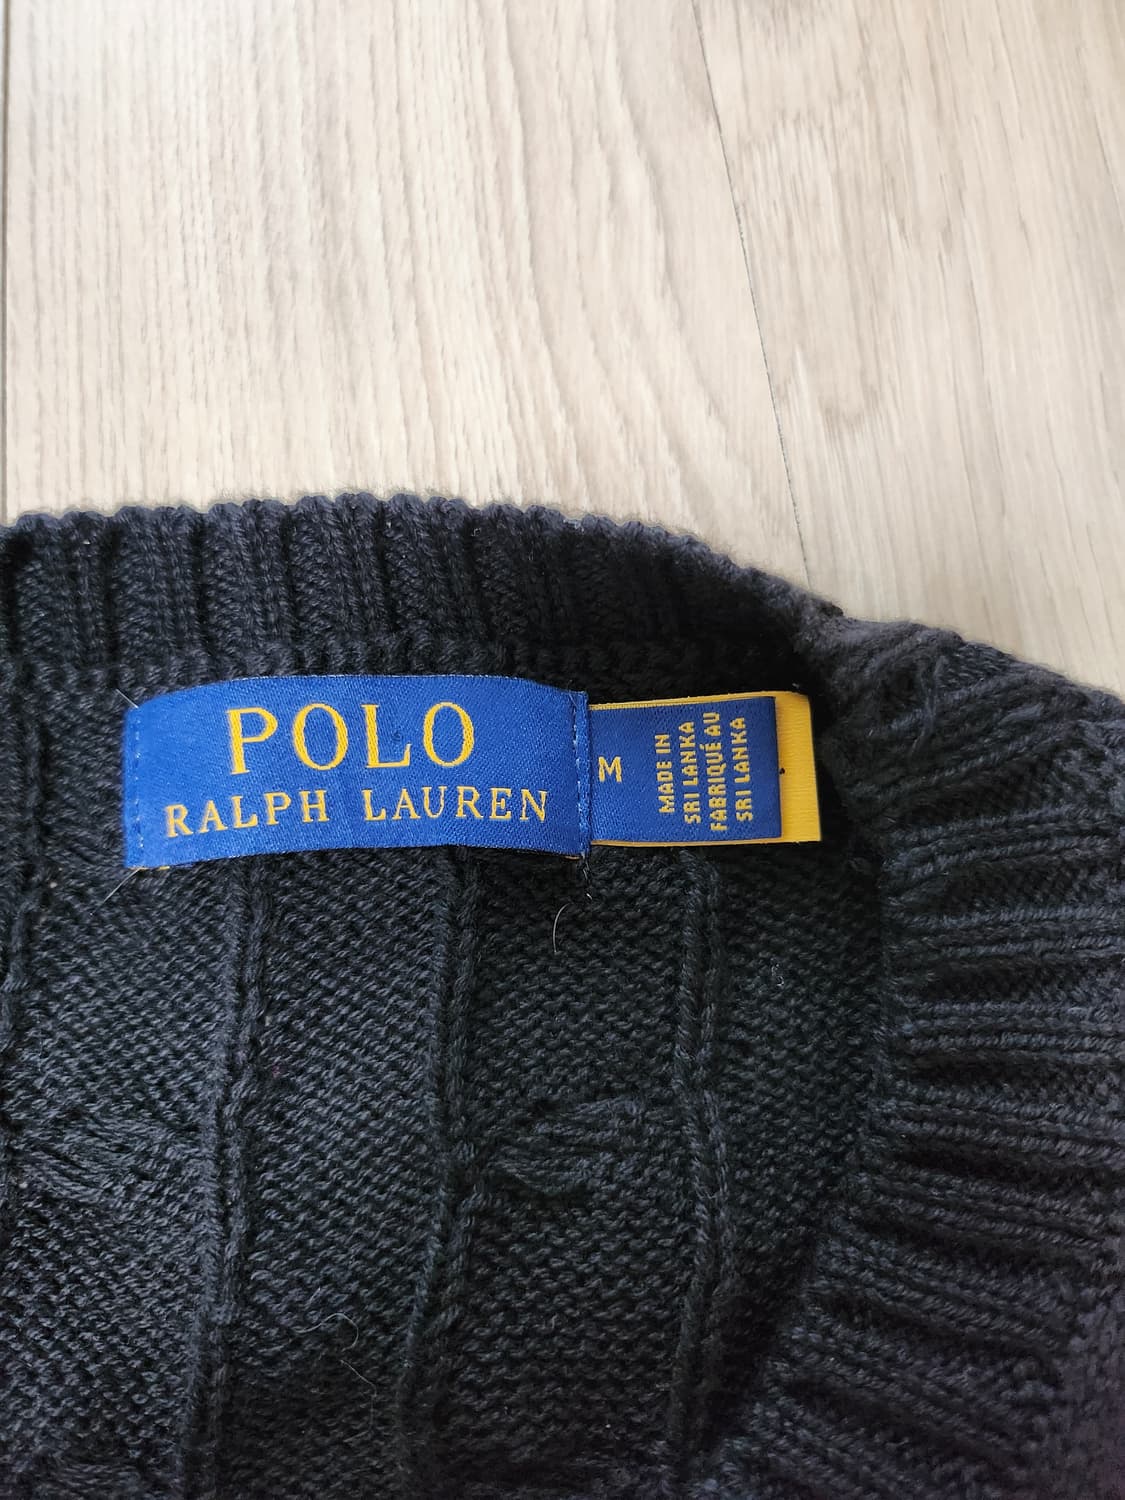 POLO
RALPH LAUREN
M
MADE IN
SRI LANKA
FABRIQUÉ AU
SRI LANKA